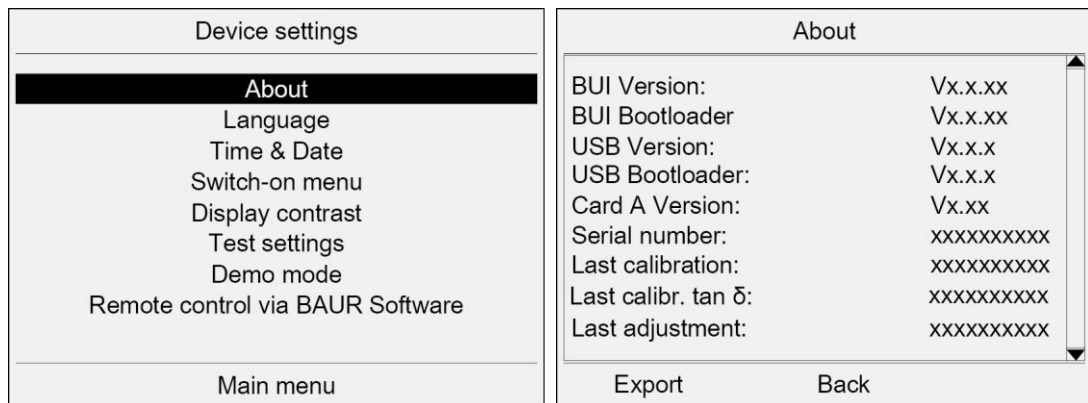 Device settings
About
Language
Time & Date
Switch-on menu
Display contrast
Test settings
Demo mode
Remote control via BAUR Software
Main menu
About
BUI Version: Vx.x.xx
BUI Bootloader Vx.x.xx
USB Version: Vx.x.x
USB Bootloader: Vx.x.x
Card A Version: Vx.xx
Serial number: xxxxxxxxxx
Last calibration: xxxxxxxxxx
Last calibr. tan δ: xxxxxxxxxx
Last adjustment: xxxxxxxxxx
Export Back